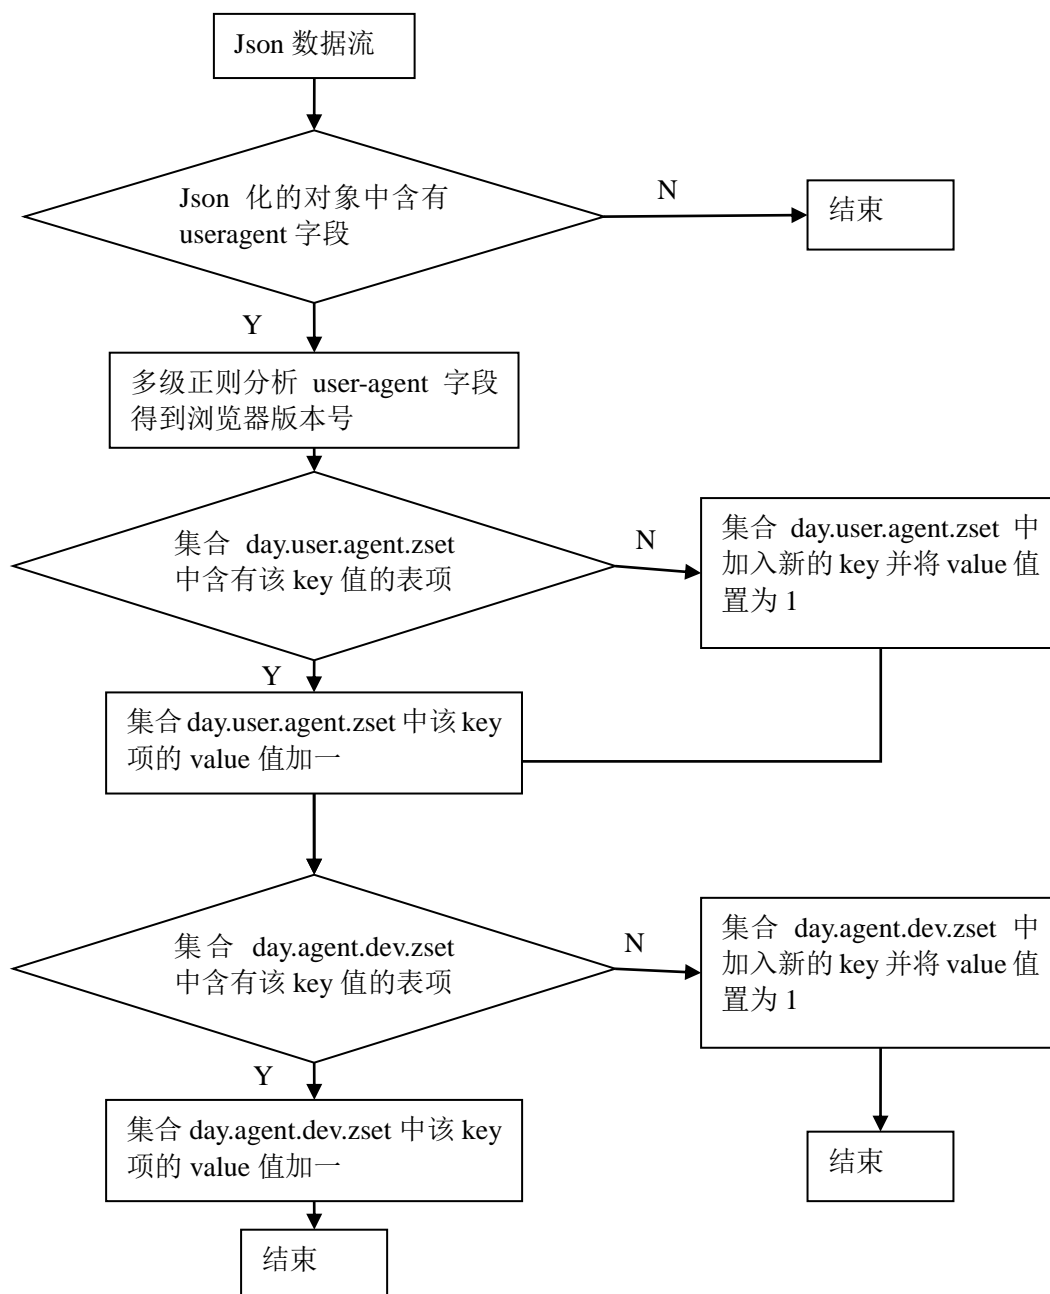 Json 数据流
Json 化的对象中含有
useragent 字段
N
结束
Y
多级正则分析 user-agent 字段
得到浏览器版本号
集合 day.user.agent.zset
中含有该 key 值的表项
N
集合 day.user.agent.zset 中
加入新的 key 并将 value 值
置为 1
Y
集合 day.user.agent.zset 中该 key
项的 value 值加一
集合 day.agent.dev.zset
中含有该 key 值的表项
N
集合 day.agent.dev.zset 中
加入新的 key 并将 value 值
置为 1
Y
集合 day.agent.dev.zset 中该 key
项的 value 值加一
结束
结束